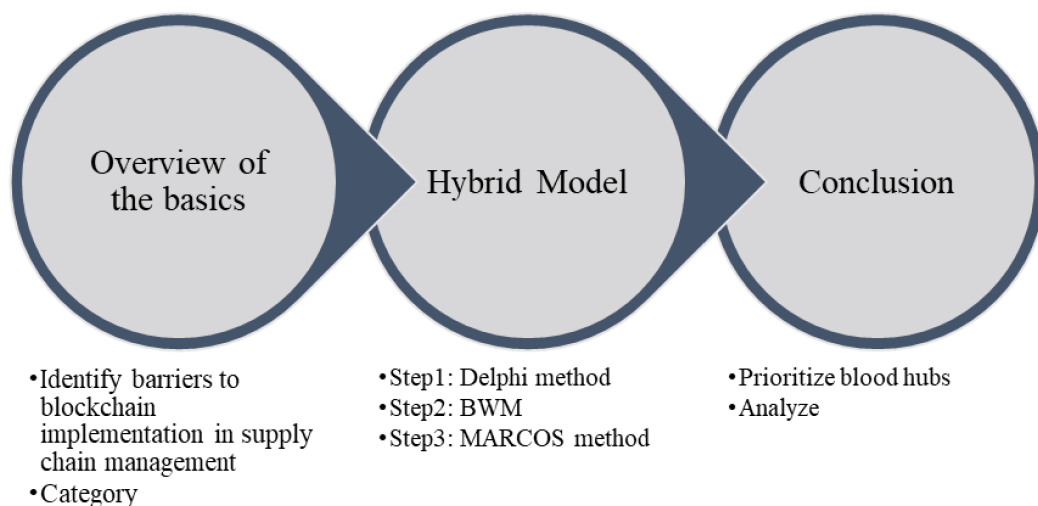 Overview of
the basics
Hybrid Model
Conclusion
•Identify barriers to
blockchain
implementation in supply
chain management
•Category
•Step1: Delphi method
•Step2: BWM
•Step3: MARCOS method
•Prioritize blood hubs
•Analyze